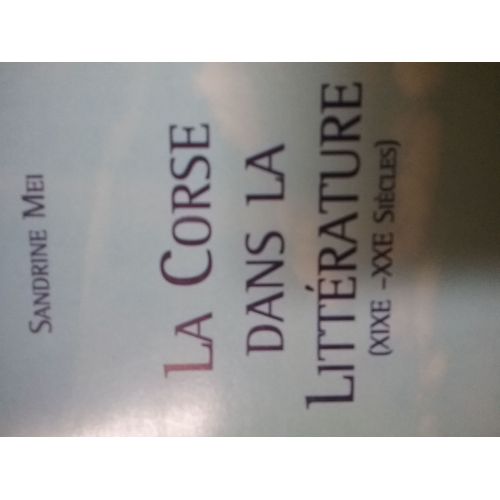 SANDRINE MEI
LA CORSE
DANS LA
LITTÉRATURE
(XIXE -XXE SIÈCLES)